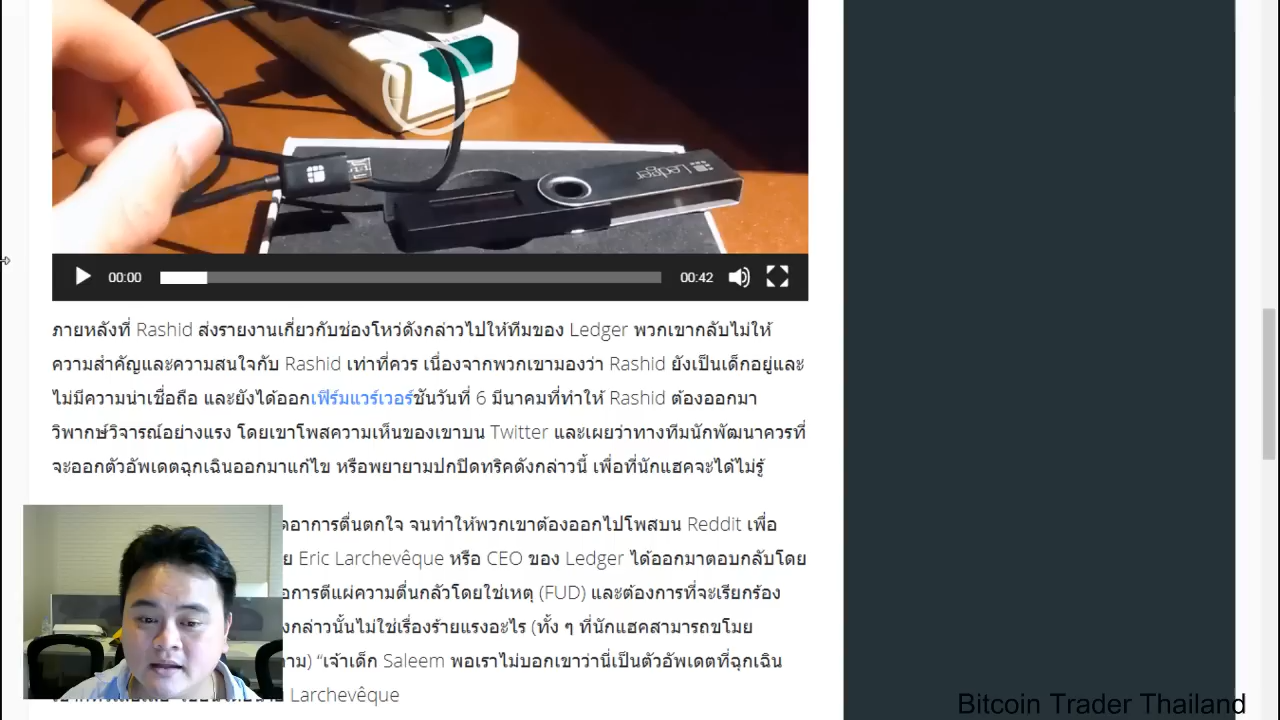 Ledger
00:00
00:42
ภายหลังที่ Rashid ส่งรายงานเกี่ยวกับช่องโหว่ดังกล่าวไปให้ทีมของ Ledger พวกเขากลับไม่ให้
ความสำคัญและความสนใจกับ Rashid เท่าที่ควร เนื่องจากพวกเขามองว่า Rashid ยังเป็นเด็กอยู่และ
ไม่มีความน่าเชื่อถือ และยังได้ออกเฟิร์มแวร์เวอร์ชันวันที่ 6 มีนาคมที่ทำให้ Rashid ต้องออกมา
วิพากษ์วิจารณ์อย่างแรง โดยเขาโพสความเห็นของเขาบน Twitter และเผยว่าทางทีมนักพัฒนาควรที่
จะออกตัวอัพเดตฉุกเฉินออกมาแก้ไข หรือพยายามปกปิดทริคดังกล่าวนี้ เพื่อที่นักแฮคจะได้ไม่รู้
อาการตื่นตกใจ จนทำให้พวกเขาต้องออกไปโพสบน Reddit เพื่อ
Eric Larchevêque หรือ CEO ของ Ledger ได้ออกมาตอบกลับโดย
การตีแผ่ความตื่นกลัวโดยใช่เหตุ (FUD) และต้องการที่จะเรียกร้อง
งกล่าวนั้นไม่ใช่เรื่องร้ายแรงอะไร (ทั้ง ๆ ที่นักแฮคสามารถขโมย
“เจ้าเด็ก Saleem พอเราไม่บอกเขาว่านี่เป็นตัวอัพเดตที่ฉุกเฉิน
Larchevêque
Bitcoin Trader Thailand